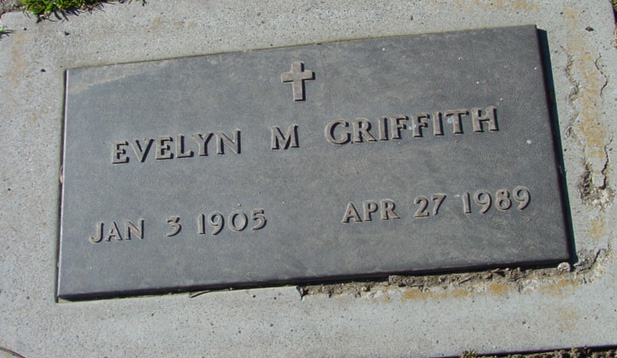 EVELYN M GRIFFITH
JAN 3 1905 APR 27 1989